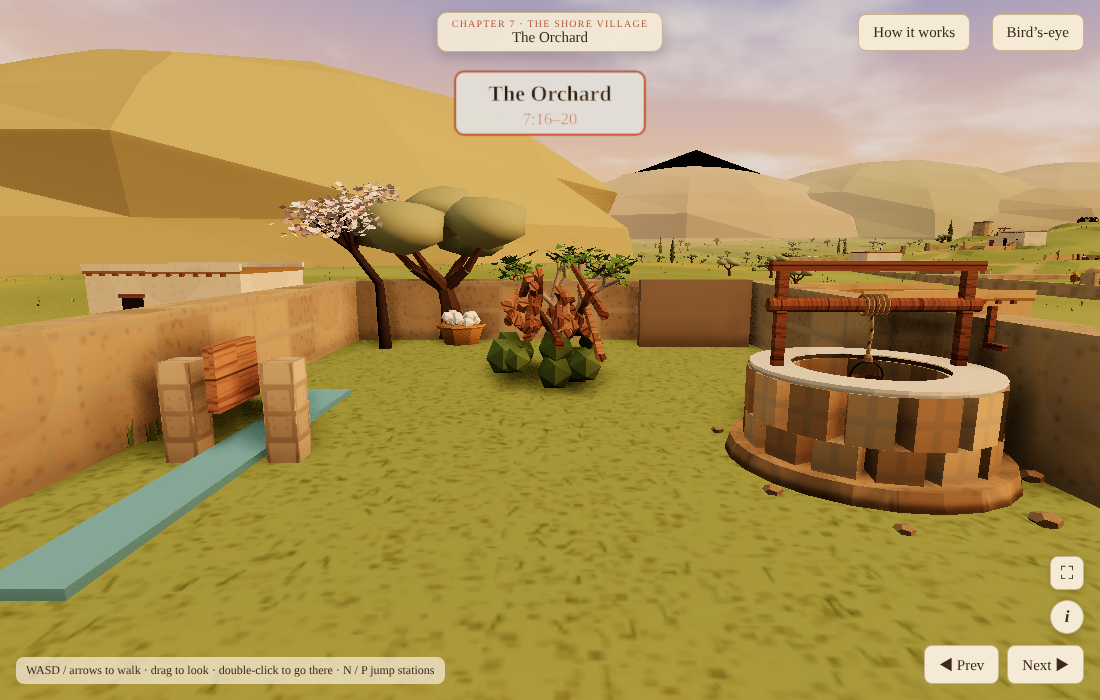 CHAPTER 7 · THE SHORE VILLAGE
The Orchard
How it works
Bird's-eye
The Orchard
7:16–20
i
WASD / arrows to walk · drag to look · double-click to go there · N / P jump stations
◀ Prev
Next ▶